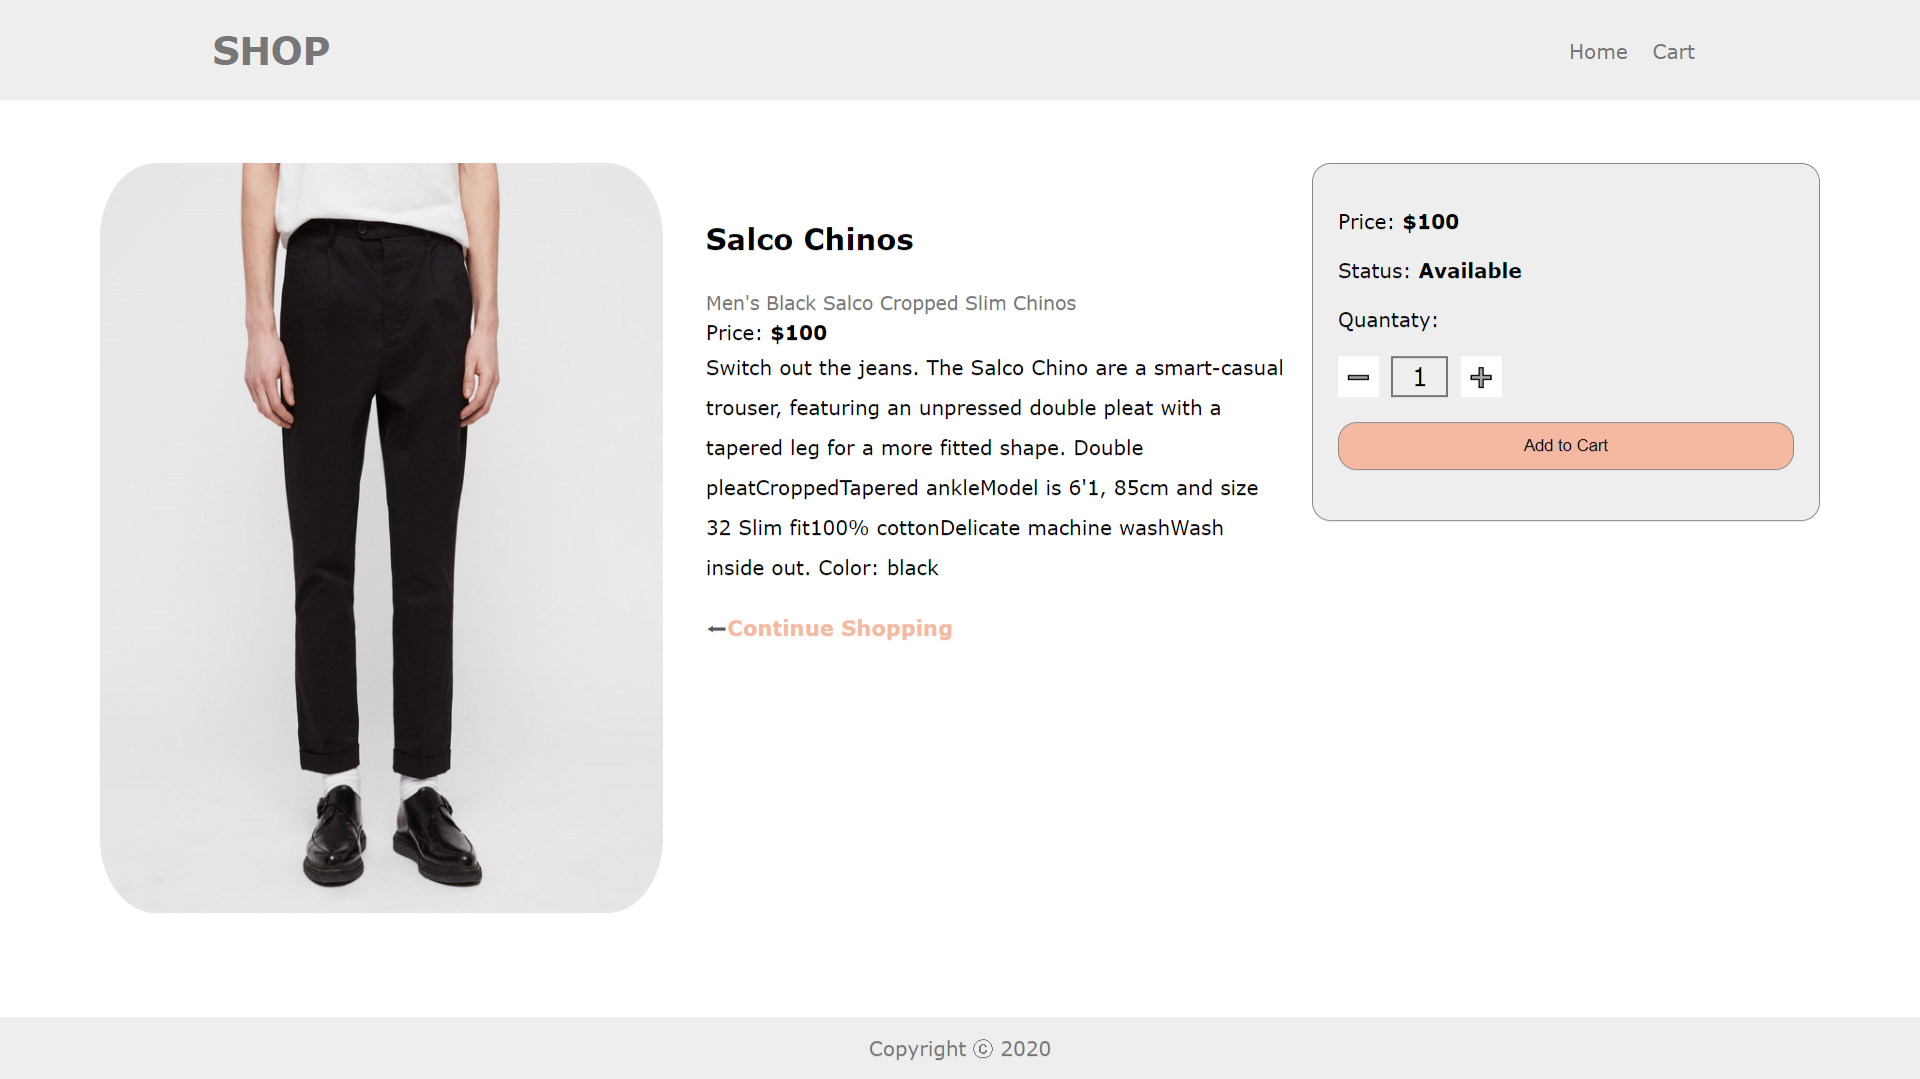 SHOP
Home Cart
Salco Chinos
Men's Black Salco Cropped Slim Chinos
Price: $100
Switch out the jeans. The Salco Chino are a smart-casual
trouser, featuring an unpressed double pleat with a
tapered leg for a more fitted shape. Double
pleatCroppedTapered ankleModel is 6'1, 85cm and size
32 Slim fit100% cottonDelicate machine washWash
inside out. Color: black
←Continue Shopping
Price: $100
Status: Available
Quantaty:
− 1 +
Add to Cart
Copyright ⓒ 2020